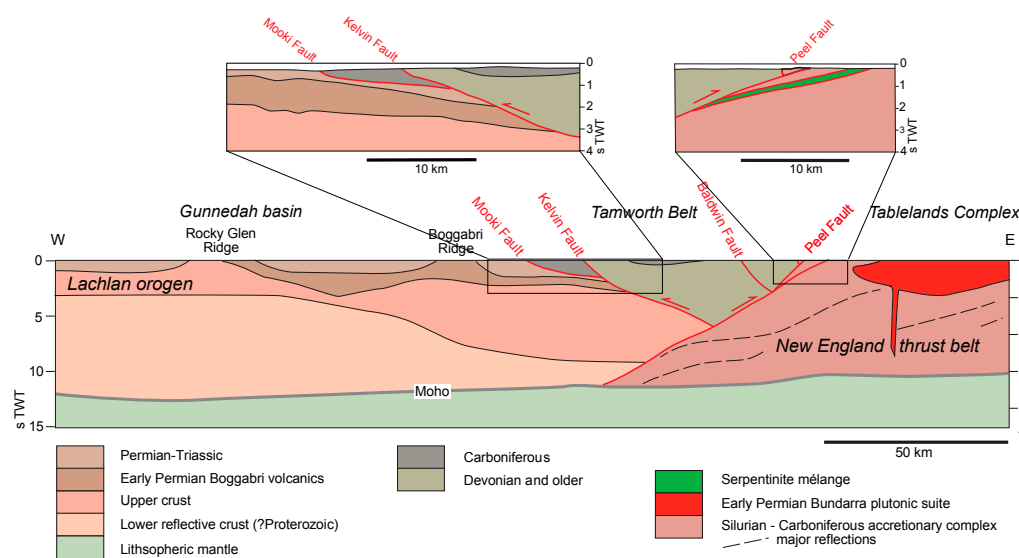 Mooki Fault
Kelvin Fault
0
1
2
3
4
s TWT
10 km
Peel Fault
0
1
2
3
4
s TWT
10 km
Gunnedah basin
Tamworth Belt
Tablelands Complex
W
Rocky Glen
Ridge
Boggabri
Ridge
Mooki Fault
Kelvin Fault
Baldwin Fault
Peel Fault
E
0
5
10
15
s TWT
Lachlan orogen
New England thrust belt
Moho
50 km
Permian-Triassic
Early Permian Boggabri volcanics
Upper crust
Lower reflective crust (?Proterozoic)
Lithsopheric mantle
Carboniferous
Devonian and older
Serpentinite mélange
Early Permian Bundarra plutonic suite
Silurian - Carboniferous accretionary complex
major reflections